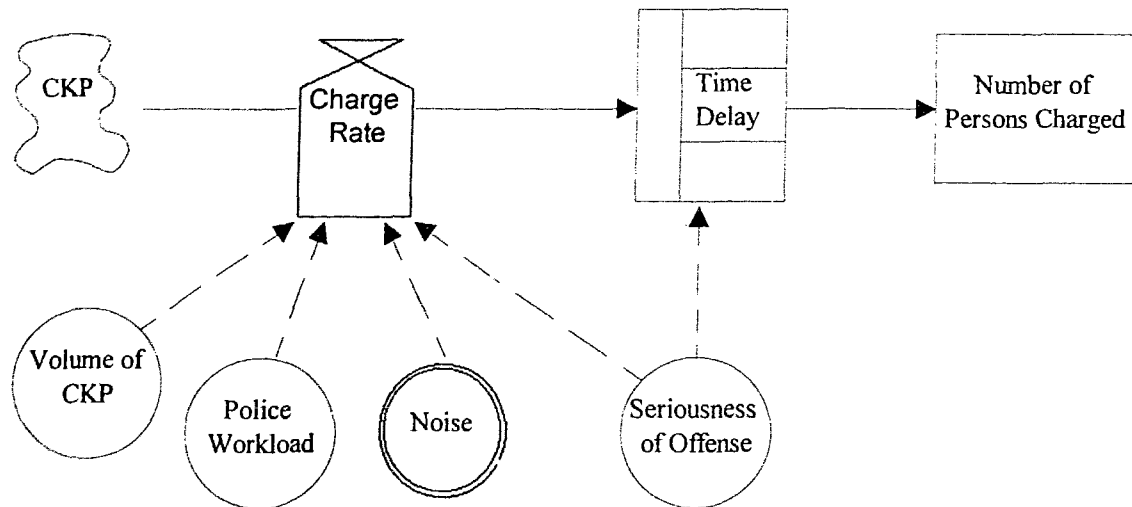 CKP
Charge
Rate
Time
Delay
Number of
Persons Charged
Volume of
CKP
Police
Workload
Noise
Seriousness
of Offense